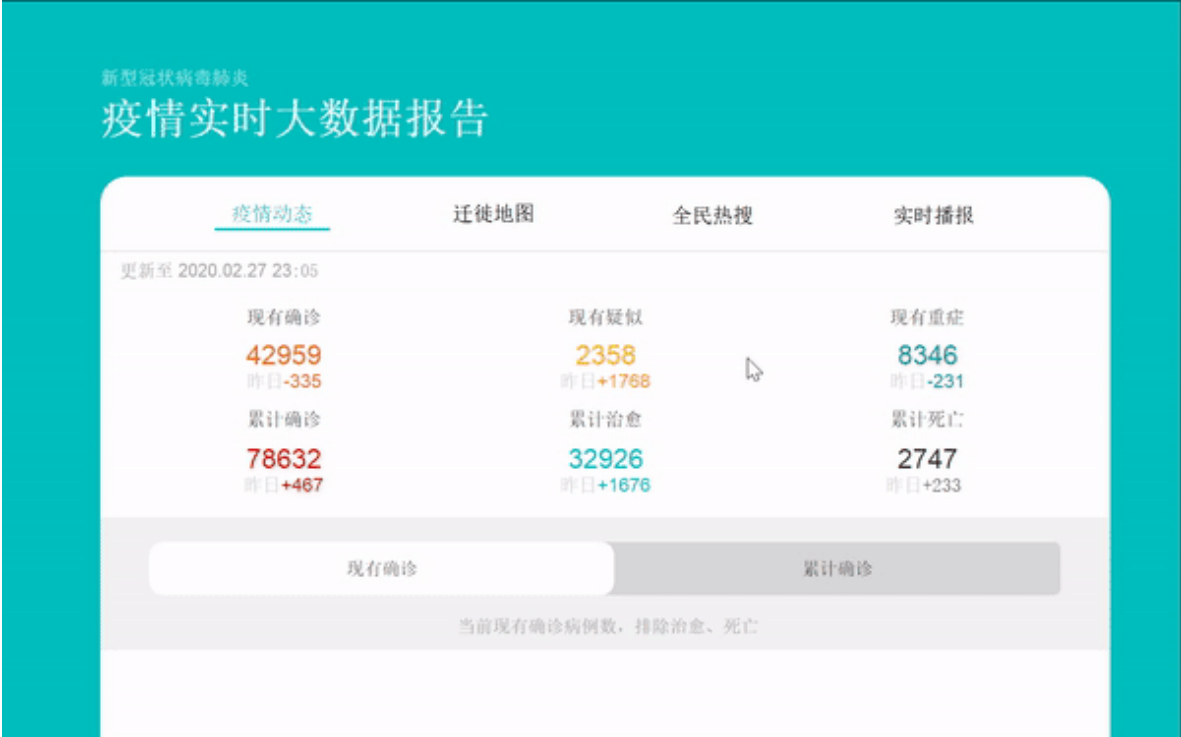 新型冠状病毒肺炎
疫情实时大数据报告
疫情动态 迁徙地图 全民热搜 实时播报
更新至 2020.02.27 23:05
现有确诊 现有疑似 现有重症
42959 2358 8346
昨日-335 昨日+1768 昨日-231
累计确诊 累计治愈 累计死亡
78632 32926 2747
昨日+467 昨日+1676 昨日+233
现有确诊 累计确诊
当前现有确诊病例数，排除治愈、死亡